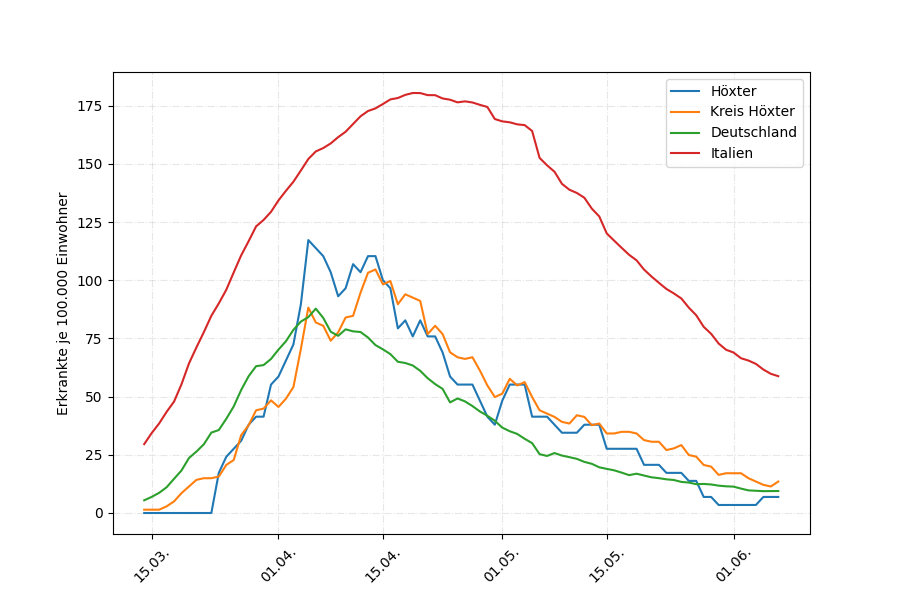 175
150
125
100
75
50
25
0
Erkrankte je 100.000 Einwohner
Höxter
Kreis Höxter
Deutschland
Italien
15.03.
01.04.
15.04.
01.05.
15.05.
01.06.